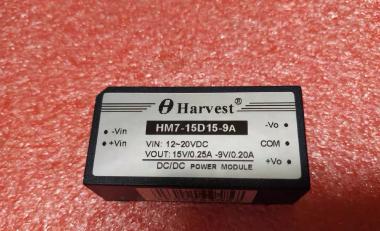 Harvest®
HM7-15D15-9A
-Vin
+Vin
VIN: 12~20VDC
VOUT: 15V/0.25A -9V/0.20A
DC/DC POWER MODULE
-Vo
COM
+Vo